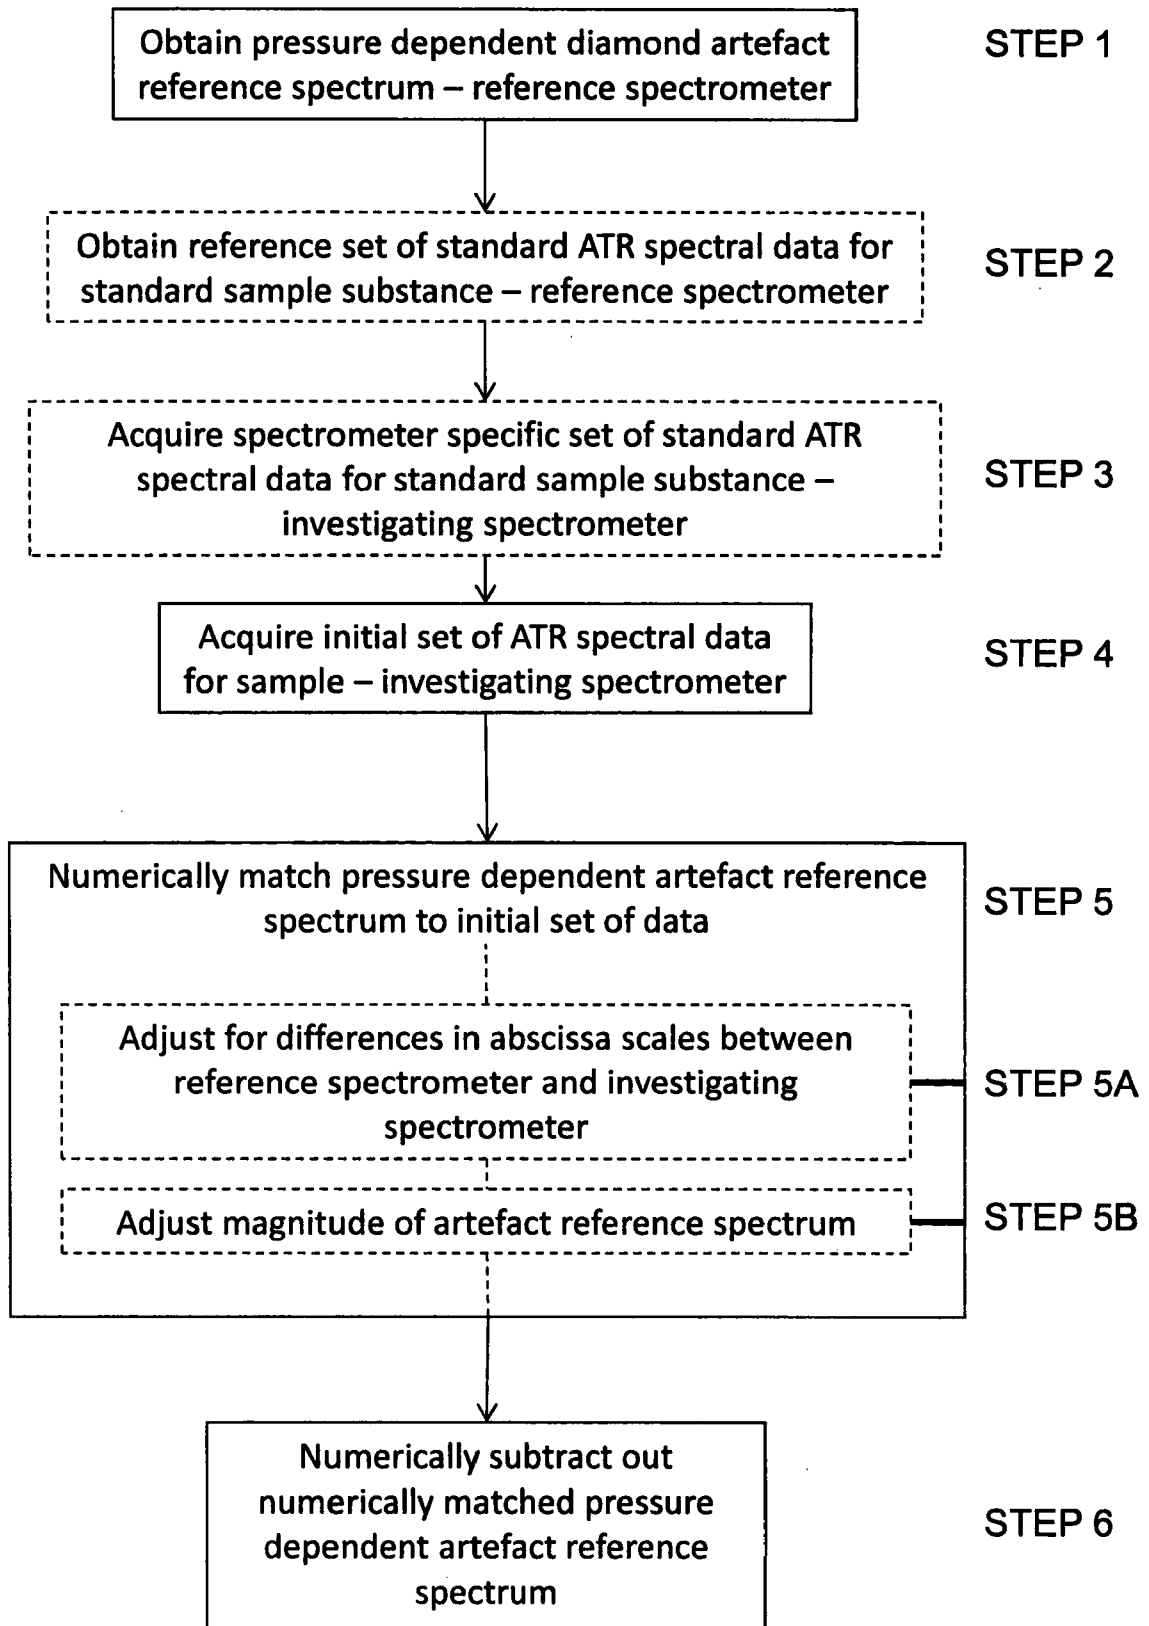 Obtain pressure dependent diamond artefact
reference spectrum – reference spectrometer
STEP 1
Obtain reference set of standard ATR spectral data for
standard sample substance – reference spectrometer
STEP 2
Acquire spectrometer specific set of standard ATR
spectral data for standard sample substance –
investigating spectrometer
STEP 3
Acquire initial set of ATR spectral data
for sample – investigating spectrometer
STEP 4
Numerically match pressure dependent artefact reference
spectrum to initial set of data
STEP 5
Adjust for differences in abscissa scales between
reference spectrometer and investigating
spectrometer
STEP 5A
Adjust magnitude of artefact reference spectrum
STEP 5B
Numerically subtract out
numerically matched pressure
dependent artefact reference
spectrum
STEP 6